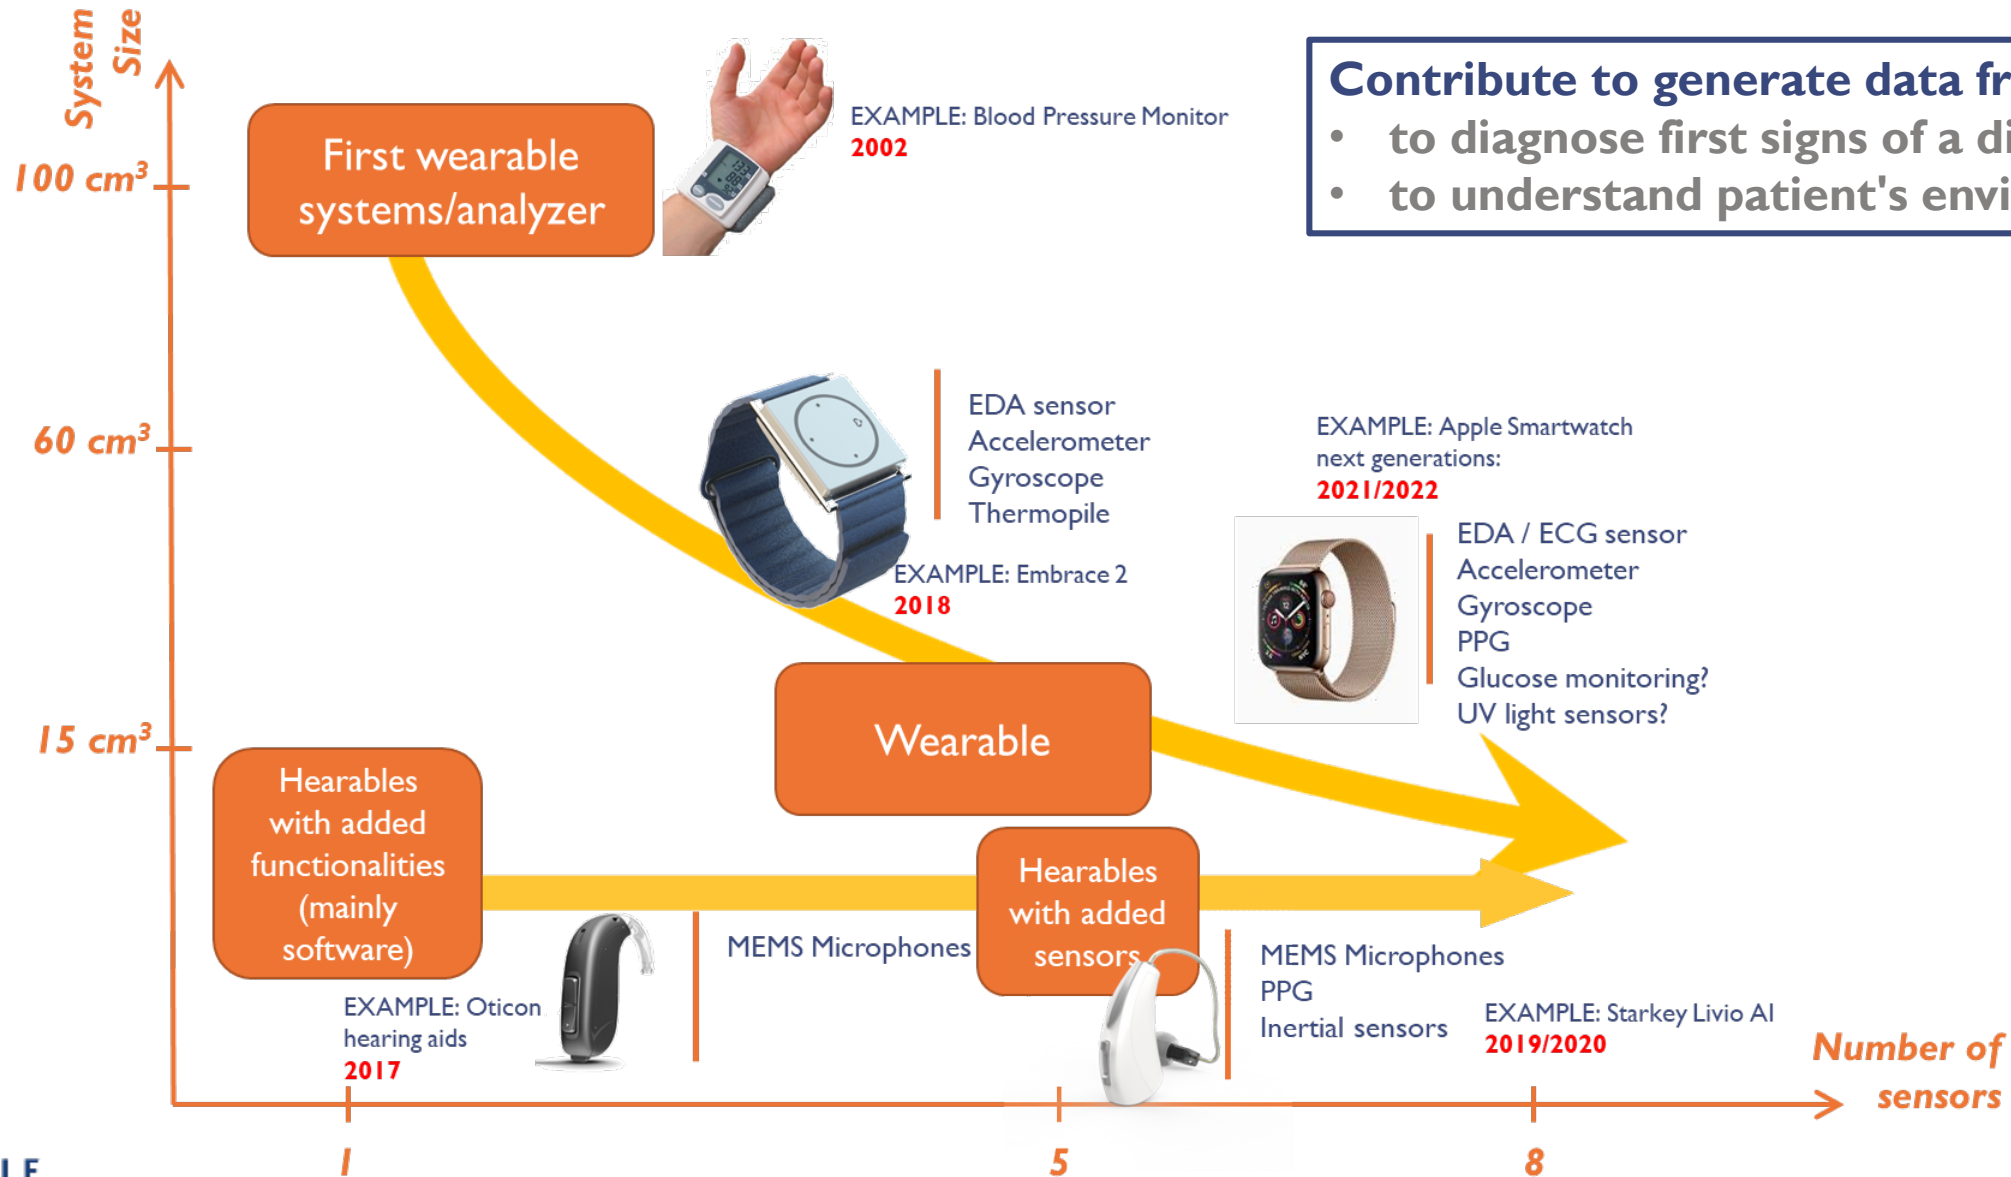 System
Size
100 cm³
60 cm³
15 cm³
First wearable
systems/analyzer
EXAMPLE: Blood Pressure Monitor
2002
Contribute to generate data fr
• to diagnose first signs of a di
• to understand patient's envi
EDA sensor
Accelerometer
Gyroscope
Thermopile
EXAMPLE: Embrace 2
2018
EXAMPLE: Apple Smartwatch
next generations:
2021/2022
EDA / ECG sensor
Accelerometer
Gyroscope
PPG
Glucose monitoring?
UV light sensors?
Wearable
Hearables
with added
functionalities
(mainly
software)
Hearables
with added
sensors
MEMS Microphones
EXAMPLE: Oticon
hearing aids
2017
MEMS Microphones
PPG
Inertial sensors
EXAMPLE: Starkey Livio AI
2019/2020
Number of
sensors
1
5
8